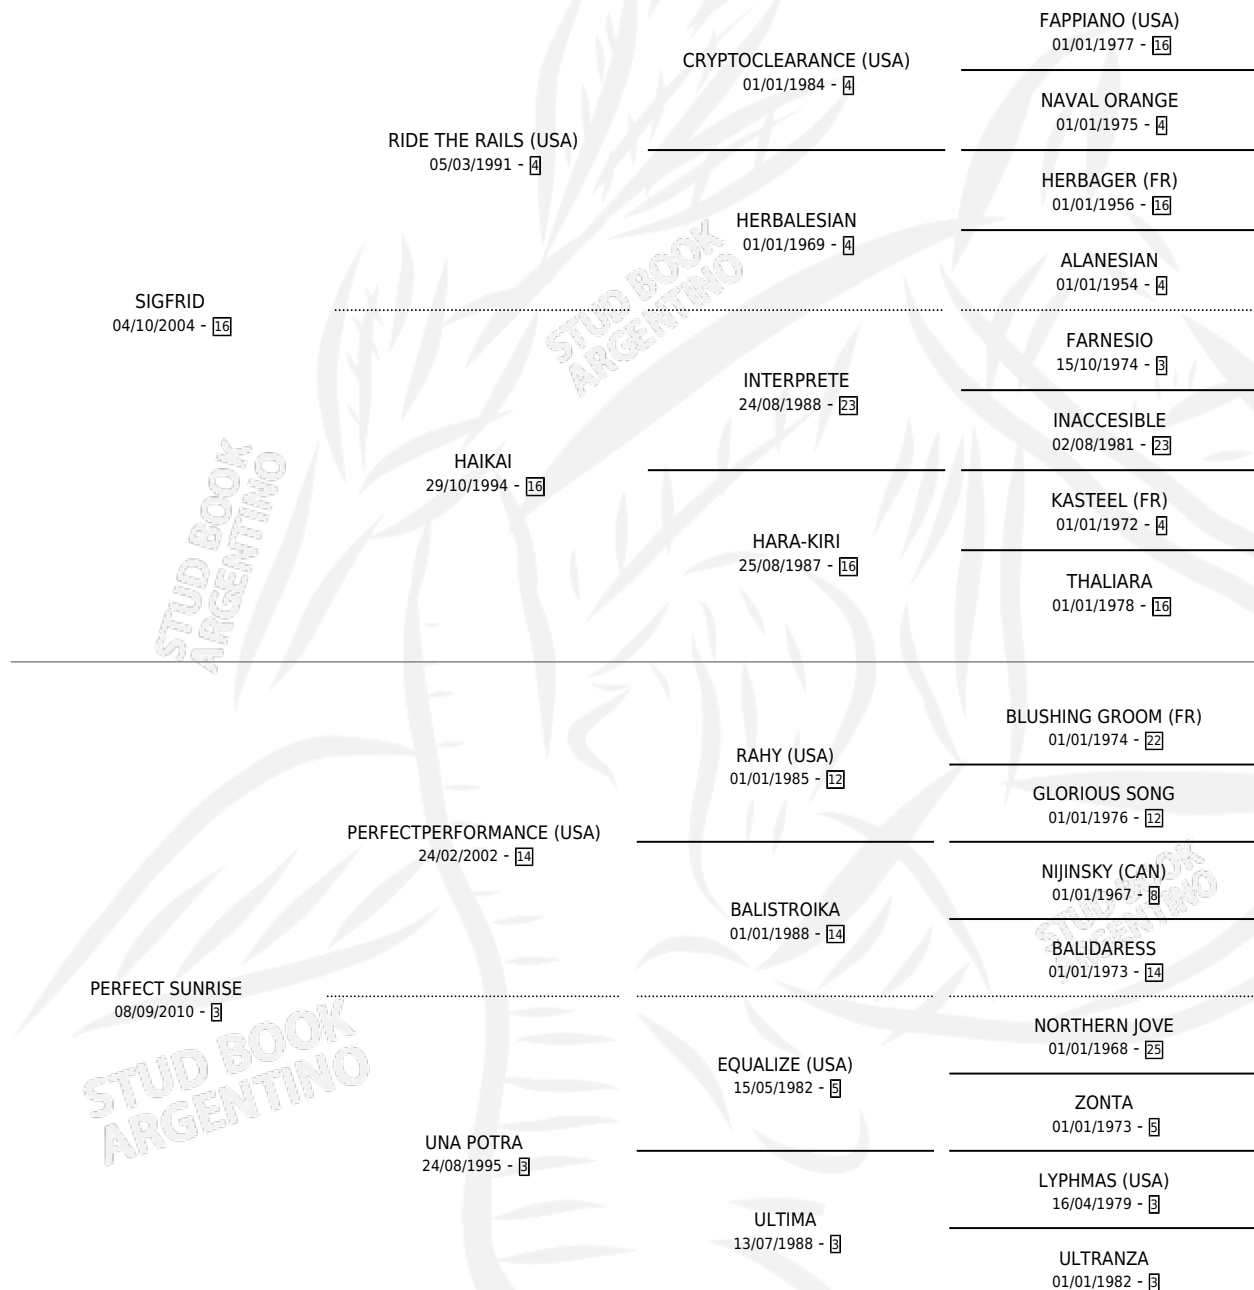 FAPPIANO (USA)
01/01/1977 - 16
CRYPTOCLEARANCE (USA)
01/01/1984 - 4
NAVAL ORANGE
01/01/1975 - 4
RIDE THE RAILS (USA)
05/03/1991 - 4
HERBAGER (FR)
01/01/1956 - 16
HERBALESIAN
01/01/1969 - 4
ALANESIAN
01/01/1954 - 4
SIGFRID
04/10/2004 - 16
STUD BOOK
ARGENTINO
FARNESIO
15/10/1974 - 3
INTERPRETE
24/08/1988 - 23
INACCESIBLE
02/08/1981 - 23
HAIKAI
29/10/1994 - 16
KASTEEL (FR)
01/01/1972 - 4
HARA-KIRI
25/08/1987 - 16
THALIARA
01/01/1978 - 16
STUD BOOK
ARGENTINO
BLUSHING GROOM (FR)
01/01/1974 - 22
RAHY (USA)
01/01/1985 - 12
GLORIOUS SONG
01/01/1976 - 12
PERFECTPERFORMANCE (USA)
24/02/2002 - 14
NIJINSKY (CAN)
01/01/1967 - 8
BALISTROIKA
01/01/1988 - 14
BALIDARESS
01/01/1973 - 14
STUD BOOK
ARGENTINO
PERFECT SUNRISE
08/09/2010 - 3
NORTHERN JOVE
01/01/1968 - 25
EQUALIZE (USA)
15/05/1982 - 5
ZONTA
01/01/1973 - 5
STUD BOOK
ARGENTINO
UNA POTRA
24/08/1995 - 3
LYPHMAS (USA)
16/04/1979 - 3
ULTIMA
13/07/1988 - 3
ULTRANZA
01/01/1982 - 3